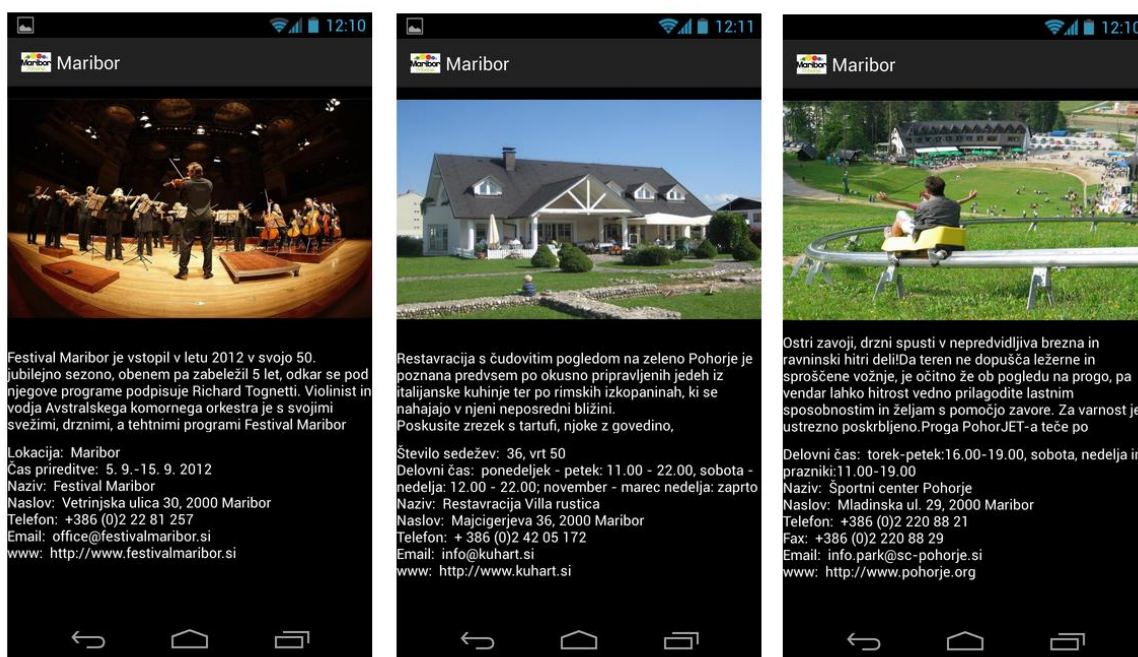 12:10
Maribor
Festival Maribor je vstopil v letu 2012 v svojo 50.
jubilejno sezono, obenem pa zabeležil 5 let, odkar se pod
njegove programe podpisuje Richard Tognetti. Violinist in
vodja Avstralskega komornega orkestra je s svojimi
svežimi, drznimi, a tehtnimi programi Festival Maribor
Lokacija: Maribor
Čas prireditve: 5. 9.-15. 9. 2012
Naziv: Festival Maribor
Naslov: Vetrinjska ulica 30, 2000 Maribor
Telefon: +386 (0)2 22 81 257
Email: office@festivalmaribor.si
www: http://www.festivalmaribor.si
12:11
Maribor
Restavracija s čudovitim pogledom na zeleno Pohorje je
poznana predvsem po okusno pripravljenih jedeh iz
italijanske kuhinje ter po rimskih izkopaninah, ki se
nahajajo v njeni neposredni bližini.
Poskusite zrezek s tartufi, njoke z govedino,
Število sedežev: 36, vrt 50
Delovni čas: ponedeljek - petek: 11.00 - 22.00, sobota -
nedelja: 12.00 - 22.00; november - marec nedelja: zaprto
Naziv: Restavracija Villa rustica
Naslov: Majcigerjeva 36, 2000 Maribor
Telefon: + 386 (0)2 42 05 172
Email: info@kuhart.si
www: http://www.kuhart.si
12:10
Maribor
Ostri zavoji, drzni spusti v nepredvidljiva brezna in
ravninski hitri deli!Da teren ne dopušča ležerne in
sproščene vožnje, je očitno že ob pogledu na progo, pa
vendar lahko hitrost vedno prilagodite lastnim
sposobnostim in željam s pomočjo zavore. Za varnost je
ustrezno poskrbljeno.Proga PohorJET-a teče po
Delovni čas: torek-petek:16.00-19.00, sobota, nedelja in
prazniki:11.00-19.00
Naziv: Športni center Pohorje
Naslov: Mladinska ul. 29, 2000 Maribor
Telefon: +386 (0)2 220 88 21
Fax: +386 (0)2 220 88 29
Email: info.park@sc-pohorje.si
www: http://www.pohorje.org